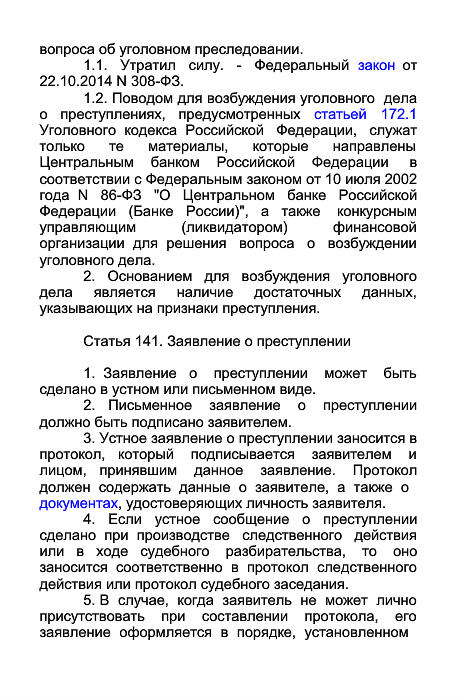 вопроса об уголовном преследовании.
1.1. Утратил силу. - Федеральный закон от
22.10.2014 N 308-ФЗ.
1.2. Поводом для возбуждения уголовного дела
о преступлениях, предусмотренных статьей 172.1
Уголовного кодекса Российской Федерации, служат
только те материалы, которые направлены
Центральным банком Российской Федерации в
соответствии с Федеральным законом от 10 июля 2002
года N 86-ФЗ "О Центральном банке Российской
Федерации (Банке России)", а также конкурсным
управляющим (ликвидатором) финансовой
организации для решения вопроса о возбуждении
уголовного дела.
2. Основанием для возбуждения уголовного
дела является наличие достаточных данных,
указывающих на признаки преступления.
Статья 141. Заявление о преступлении
1. Заявление о преступлении может быть
сделано в устном или письменном виде.
2. Письменное заявление о преступлении
должно быть подписано заявителем.
3. Устное заявление о преступлении заносится в
протокол, который подписывается заявителем и
лицом, принявшим данное заявление. Протокол
должен содержать данные о заявителе, а также о
документах, удостоверяющих личность заявителя.
4. Если устное сообщение о преступлении
сделано при производстве следственного действия
или в ходе судебного разбирательства, то оно
заносится соответственно в протокол следственного
действия или протокол судебного заседания.
5. В случае, когда заявитель не может лично
присутствовать при составлении протокола, его
заявление оформляется в порядке, установленном